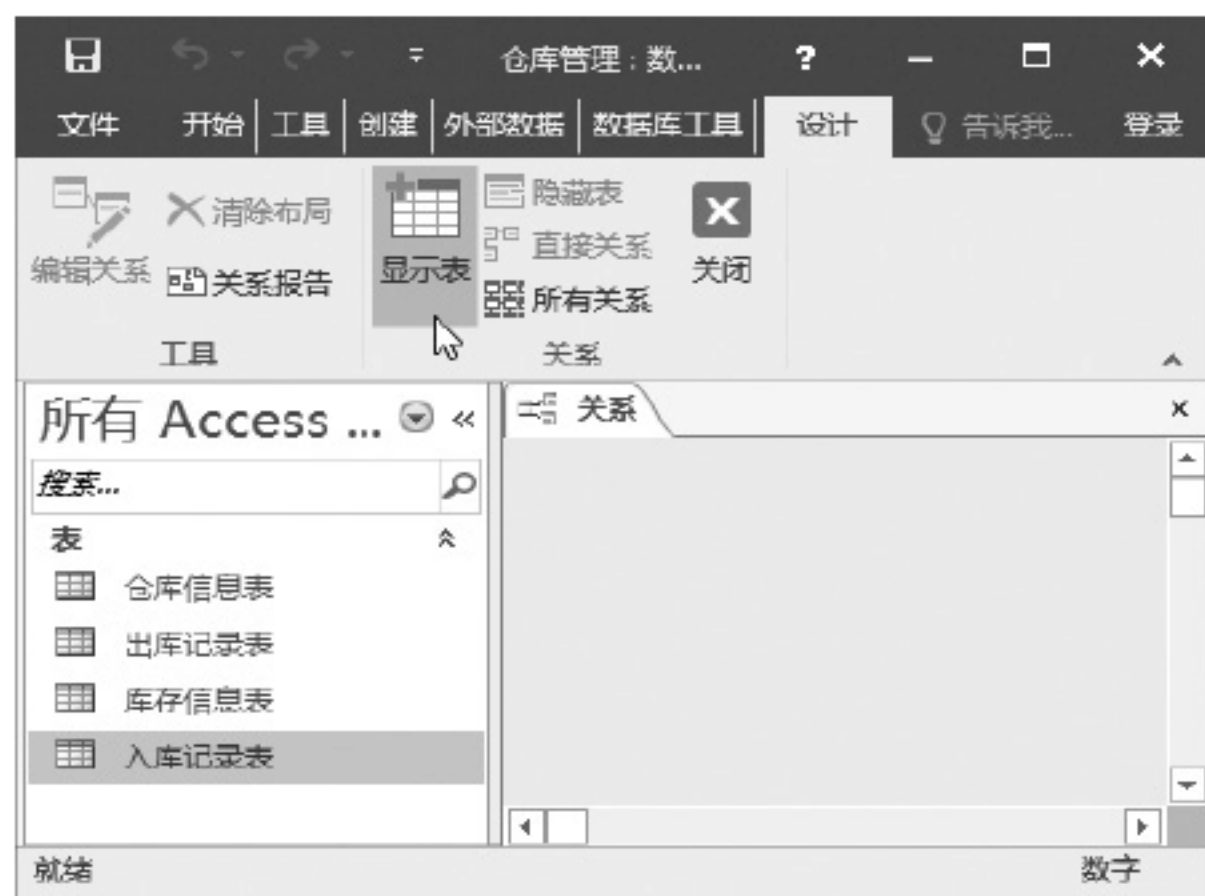 仓库管理 : 数... ?
文件 开始 工具 创建 外部数据 数据库工具 设计 告诉我... 登录
编辑关系
清除布局
关系报告
工具
显示表
隐藏表
直接关系
所有关系
关闭
关系
所有 Access ... «
搜索...
表
仓库信息表
出库记录表
库存信息表
入库记录表
关系
就绪 数字